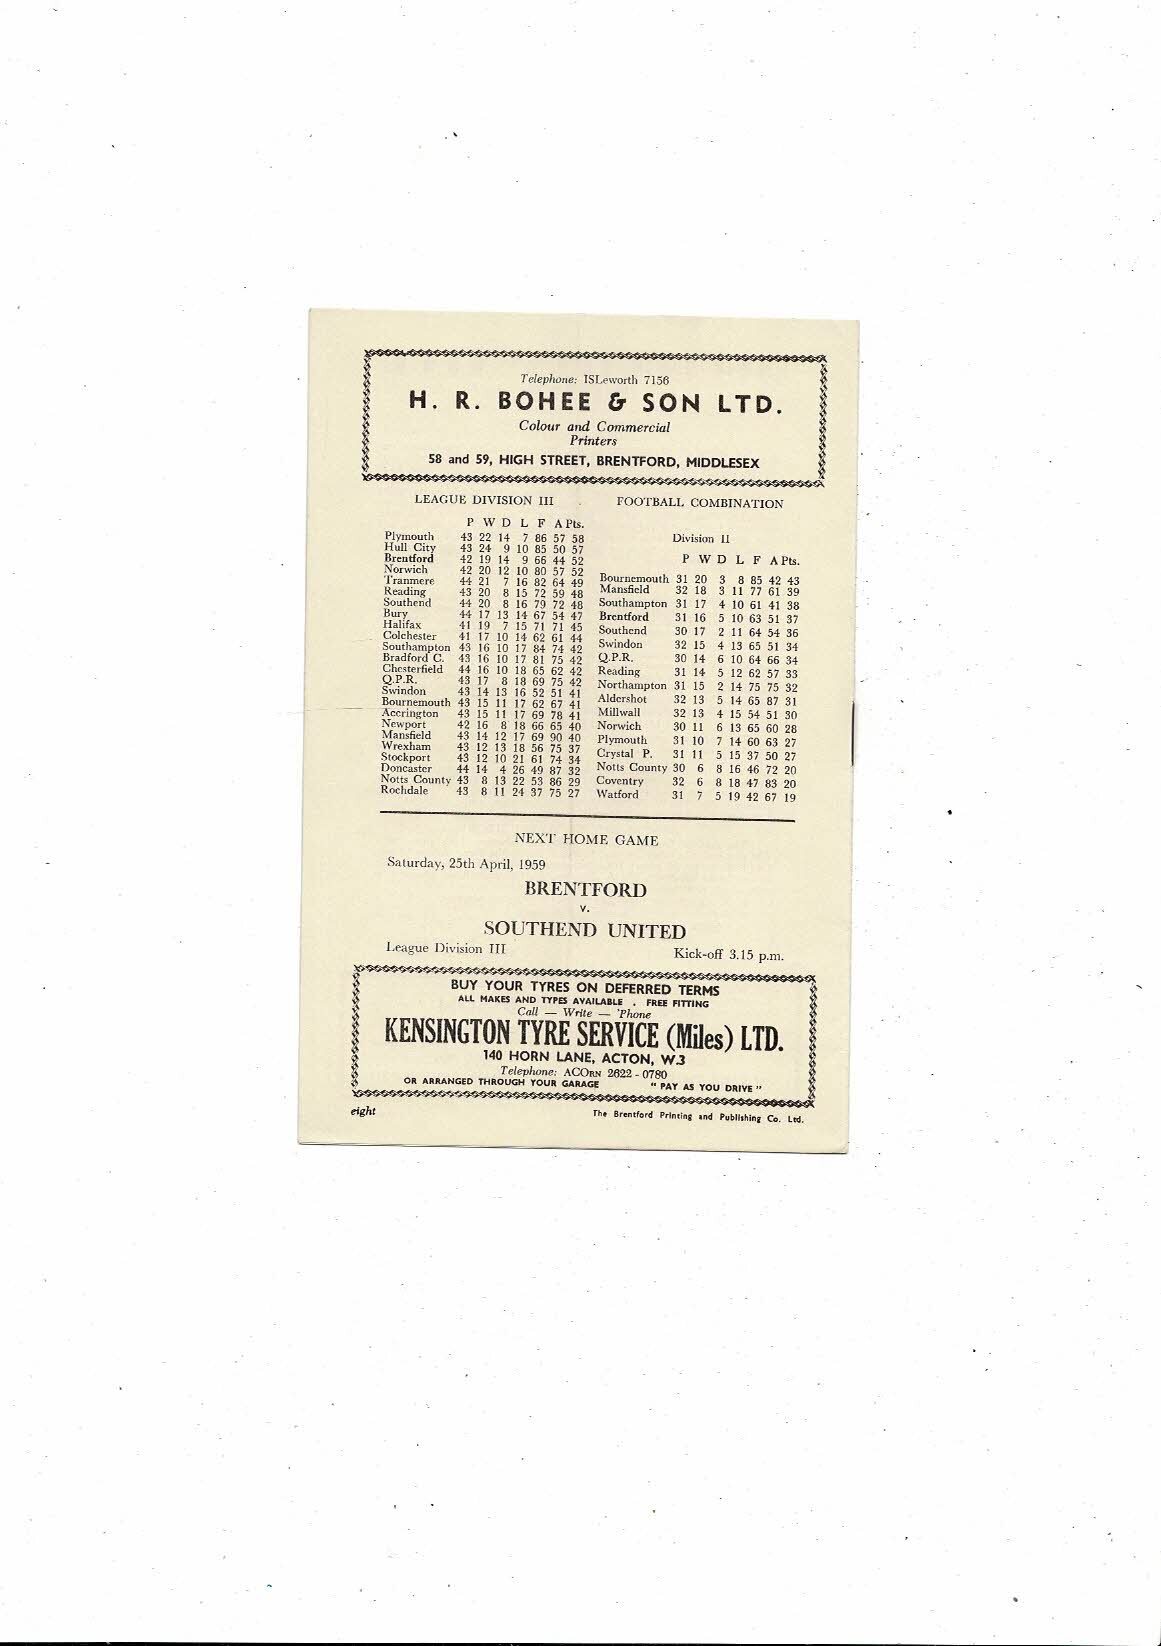 Telephone: ISLeworth 7156
H. R. BOHEE & SON LTD.
Colour and Commercial
Printers
58 and 59, HIGH STREET, BRENTFORD, MIDDLESEX
LEAGUE DIVISION III
P W D L F A Pts.
Plymouth 43 22 14 7 86 57 58
Hull City 43 24 9 10 85 50 57
Brentford 42 19 14 9 66 44 52
Norwich 42 20 12 10 80 57 52
Tranmere 44 21 7 16 82 64 49
Reading 43 20 8 15 72 59 48
Southend 44 20 8 16 79 72 48
Bury 44 17 13 14 67 54 47
Halifax 41 19 7 15 71 71 45
Colchester 41 17 10 14 62 61 44
Southampton 43 16 10 17 84 74 42
Bradford C. 43 16 10 17 81 75 42
Chesterfield 44 16 10 18 65 62 42
Q.P.R. 43 17 8 18 69 75 42
Swindon 43 14 13 16 52 51 41
Bournemouth 43 15 11 17 62 67 41
Accrington 43 15 11 17 69 78 41
Newport 42 16 8 18 66 65 40
Mansfield 43 14 12 17 69 90 40
Wrexham 43 12 13 18 56 75 37
Stockport 43 12 10 21 61 74 34
Doncaster 44 14 4 26 49 87 32
Notts County 43 8 13 22 53 86 29
Rochdale 43 8 11 24 37 75 27
FOOTBALL COMBINATION
Division II
P W D L F A Pts.
Bournemouth 31 20 3 8 85 42 43
Mansfield 32 18 3 11 77 61 39
Southampton 31 17 4 10 61 41 38
Brentford 31 16 5 10 63 51 37
Southend 30 17 2 11 64 54 36
Swindon 32 15 4 13 65 51 34
Q.P.R. 30 14 6 10 64 66 34
Reading 31 14 5 12 62 57 33
Northampton 31 15 2 14 75 75 32
Aldershot 32 13 5 14 65 87 31
Millwall 32 13 4 15 54 51 30
Norwich 30 11 6 13 65 60 28
Plymouth 31 10 7 14 60 63 27
Crystal P. 31 11 5 15 37 50 27
Notts County 30 6 8 16 46 72 20
Coventry 32 6 8 18 47 83 20
Watford 31 7 5 19 42 67 19
NEXT HOME GAME
Saturday, 25th April, 1959
BRENTFORD
v.
SOUTHEND UNITED
League Division III Kick-off 3.15 p.m.
BUY YOUR TYRES ON DEFERRED TERMS
ALL MAKES AND TYPES AVAILABLE . FREE FITTING
Call — Write — 'Phone
KENSINGTON TYRE SERVICE (Miles) LTD.
140 HORN LANE, ACTON, W.3
Telephone: ACOrn 2622 - 0780
OR ARRANGED THROUGH YOUR GARAGE " PAY AS YOU DRIVE "
eight The Brentford Printing and Publishing Co. Ltd.